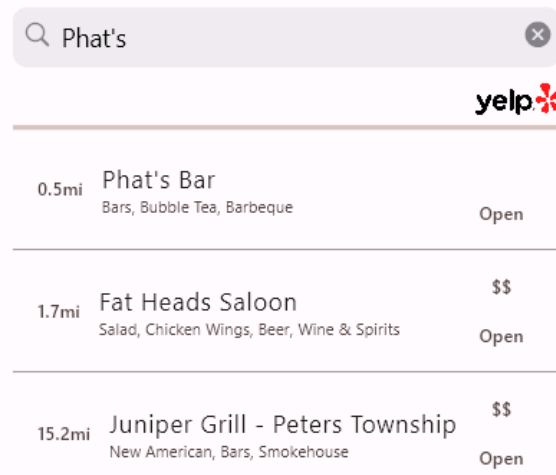 Phat's
yelp
0.5mi
Phat's Bar
Bars, Bubble Tea, Barbeque
Open
1.7mi
Fat Heads Saloon
Salad, Chicken Wings, Beer, Wine & Spirits
$$
Open
15.2mi
Juniper Grill - Peters Township
New American, Bars, Smokehouse
$$
Open